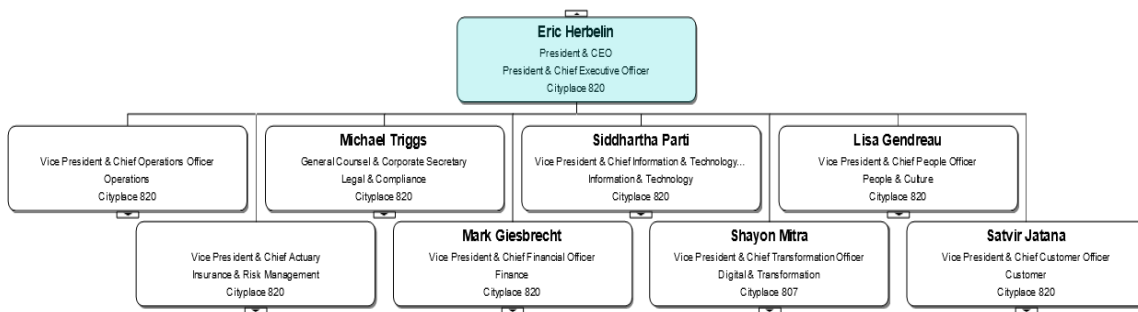 Eric Herbelin
President & CEO
President & Chief Executive Officer
Cityplace 820
Vice President & Chief Operations Officer
Operations
Cityplace 820
Michael Triggs
General Counsel & Corporate Secretary
Legal & Compliance
Cityplace 820
Siddhartha Parti
Vice President & Chief Information & Technology...
Information & Technology
Cityplace 820
Lisa Gendreau
Vice President & Chief People Officer
People & Culture
Cityplace 820
Vice President & Chief Actuary
Insurance & Risk Management
Cityplace 820
Mark Giesbrecht
Vice President & Chief Financial Officer
Finance
Cityplace 820
Shayon Mitra
Vice President & Chief Transformation Officer
Digital & Transformation
Cityplace 807
Satvir Jatana
Vice President & Chief Customer Officer
Customer
Cityplace 820